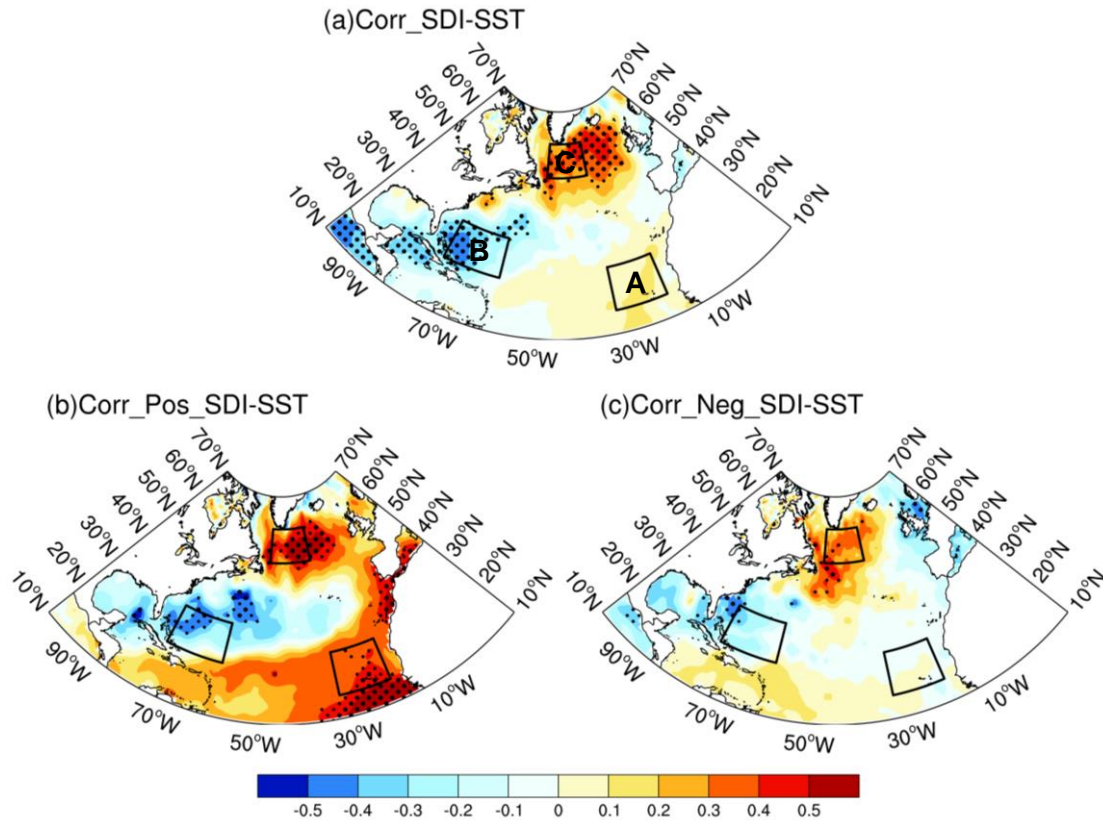 (a)Corr_SDI-SST
70°N
60°N
50°N
40°N
30°N
20°N
10°N
70°N
60°N
50°N
40°N
30°N
20°N
10°N
C
B
A
90°W
70°W
50°W
30°W
10°W
(b)Corr_Pos_SDI-SST
70°N
60°N
50°N
40°N
30°N
20°N
10°N
70°N
60°N
50°N
40°N
30°N
20°N
10°N
90°W
70°W
50°W
30°W
10°W
(c)Corr_Neg_SDI-SST
70°N
60°N
50°N
40°N
30°N
20°N
10°N
70°N
60°N
50°N
40°N
30°N
20°N
10°N
90°W
70°W
50°W
30°W
10°W
-0.5 -0.4 -0.3 -0.2 -0.1 0 0.1 0.2 0.3 0.4 0.5